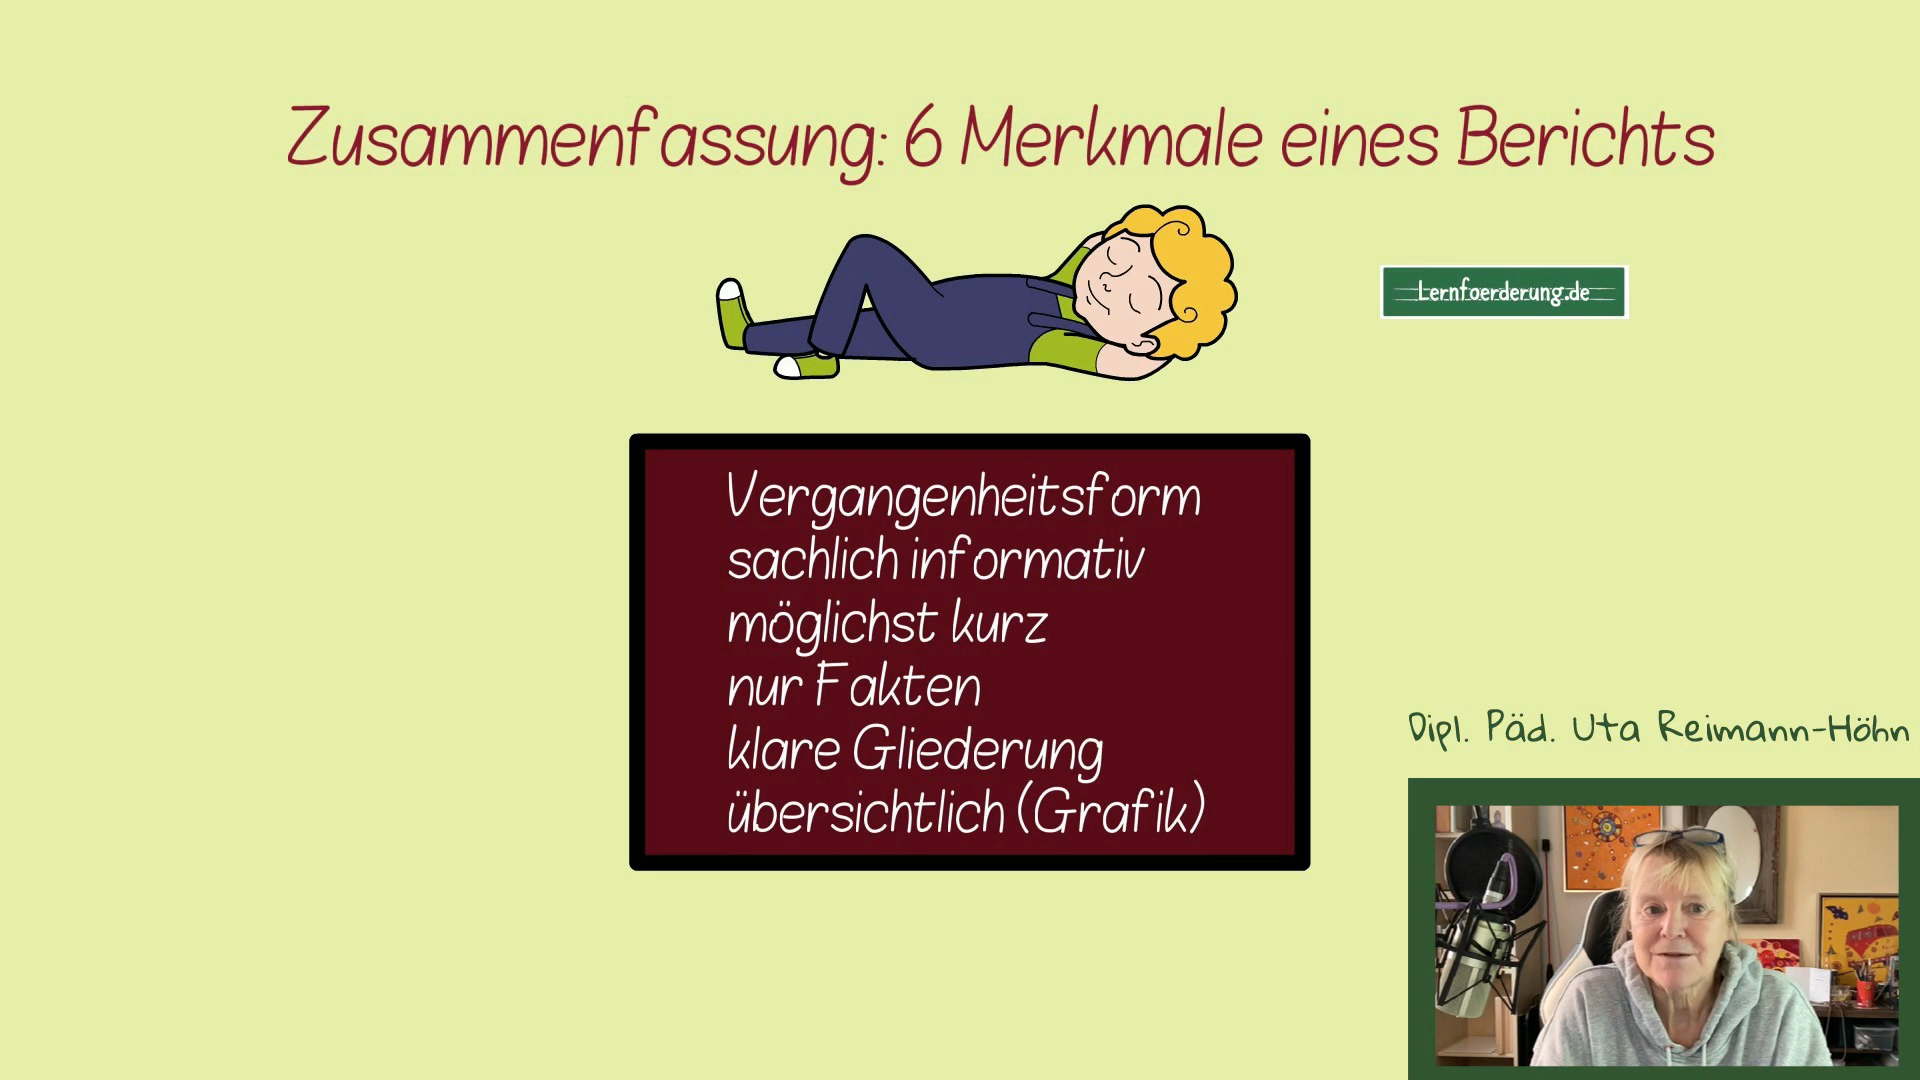 Zusammenfassung: 6 Merkmale eines Berichts
Lernfoerderung.de
Vergangenheitsform
sachlich informativ
möglichst kurz
nur Fakten
klare Gliederung
übersichtlich (Grafik)
Dipl. Päd. Uta Reimann-Höhn